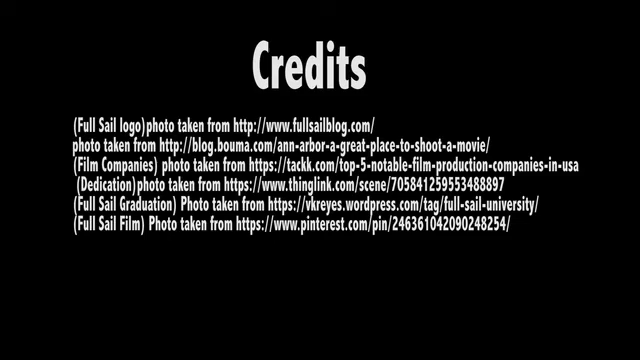 Credits
(Full Sail logo)photo taken from http://www.fullsailblog.com/
photo taken from http://blog.bouma.com/ann-arbor-a-great-place-to-shoot-a-movie/
(Film Companies) photo taken from https://tackk.com/top-5-notable-film-production-companies-in-usa
(Dedication)photo taken from https://www.thinglink.com/scene/705841259553488897
(Full Sail Graduation) Photo taken from https://vkreyes.wordpress.com/tag/full-sail-university/
(Full Sail Film) Photo taken from https://www.pinterest.com/pin/246361042090248254/